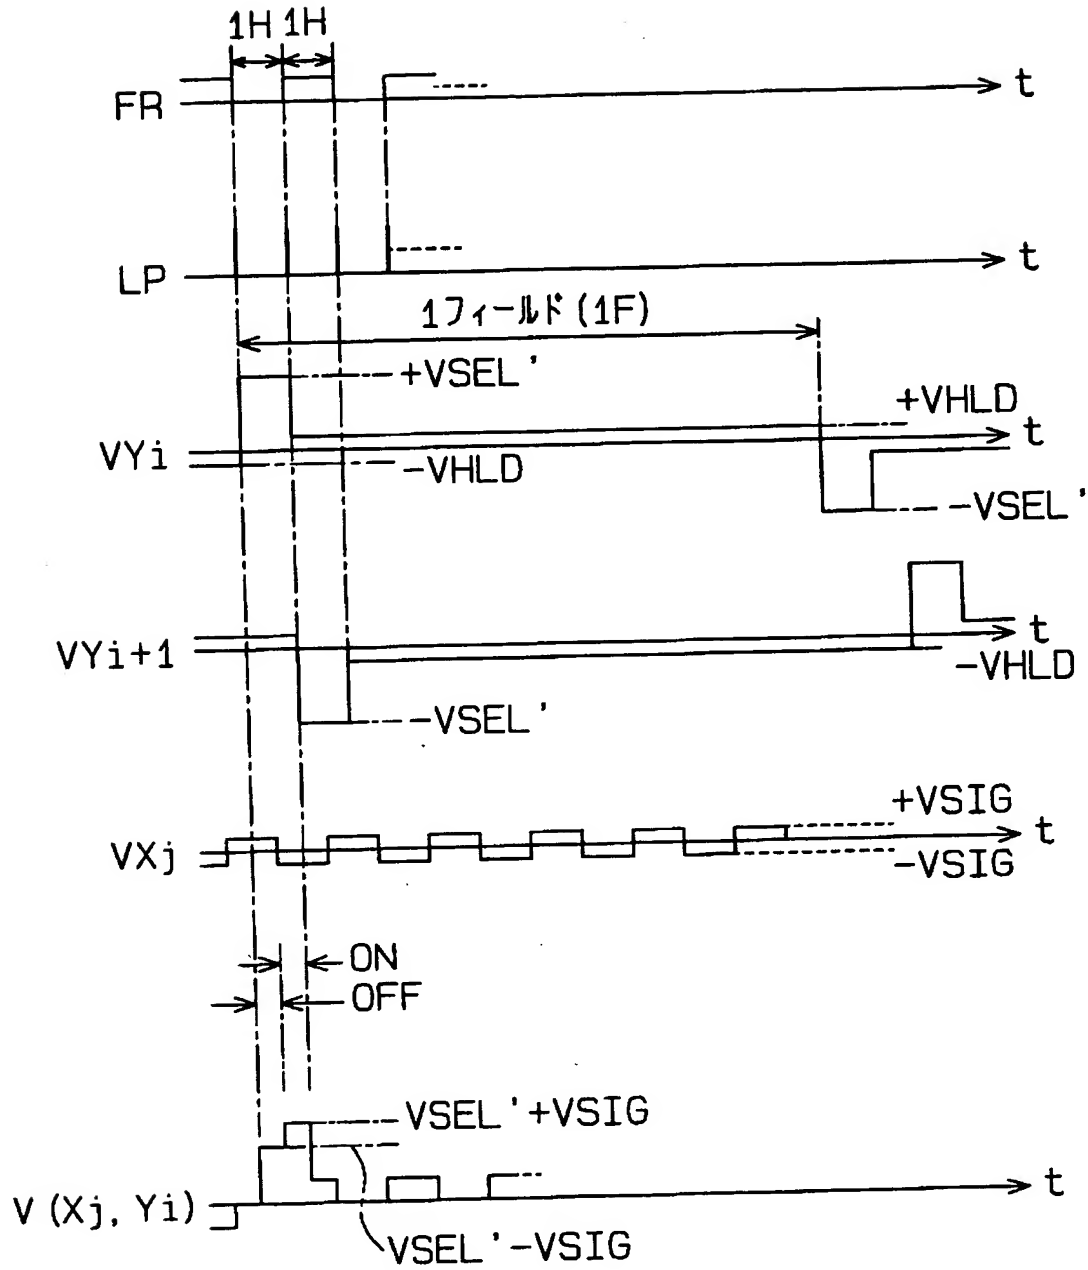 1H 1H
FR t
LP t
1フィールド(1F)
+VSEL'
+VHLD
VYi t
-VHLD
-VSEL'
VYi+1 t
-VHLD
-VSEL'
+VSIG
VXj t
-VSIG
ON
OFF
VSEL'+VSIG
V(Xj, Yi) t
VSEL'-VSIG